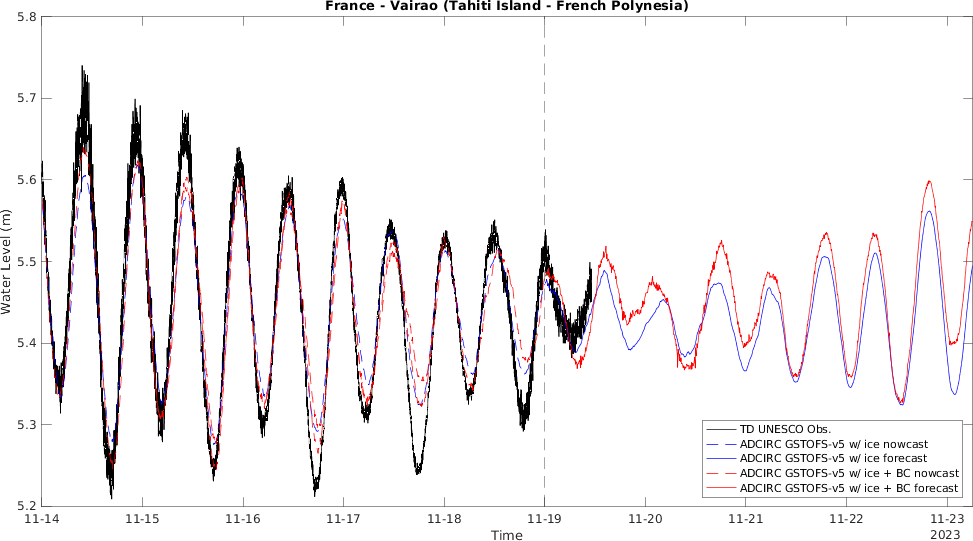 France - Vairao (Tahiti Island - French Polynesia)
5.8
5.7
5.6
5.5
5.4
5.3
5.2
Water Level (m)
TD UNESCO Obs.
ADCIRC GSTOFS-v5 w/ ice nowcast
ADCIRC GSTOFS-v5 w/ ice forecast
ADCIRC GSTOFS-v5 w/ ice + BC nowcast
ADCIRC GSTOFS-v5 w/ ice + BC forecast
11-14 11-15 11-16 11-17 11-18 11-19 11-20 11-21 11-22 11-23
Time
2023